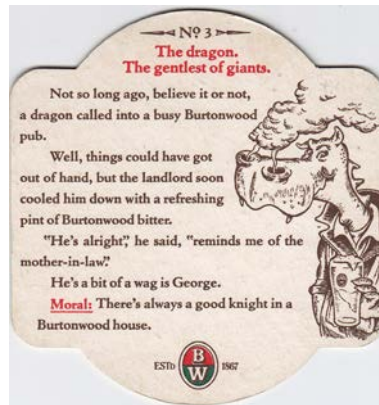 Nº 3
The dragon.
The gentlest of giants.
Not so long ago, believe it or not,
a dragon called into a busy Burtonwood
pub.
Well, things could have got
out of hand, but the landlord soon
cooled him down with a refreshing
pint of Burtonwood bitter.
"He's alright", he said, "reminds me of the
mother-in-law."
He's a bit of a wag is George.
Moral: There's always a good knight in a
Burtonwood house.
ESTD B W 1867